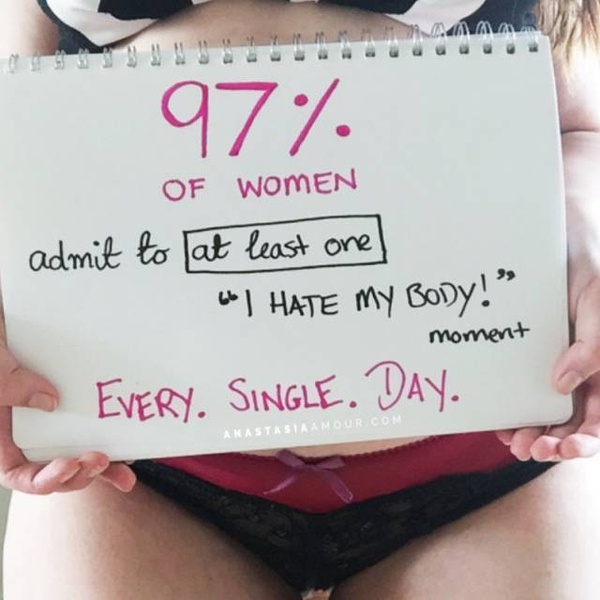 97%.
OF WOMEN
admit to at least one
"I HATE MY BODY!"
moment
EVERY. SINGLE. DAY.
ANASTASIAAMOUR.COM